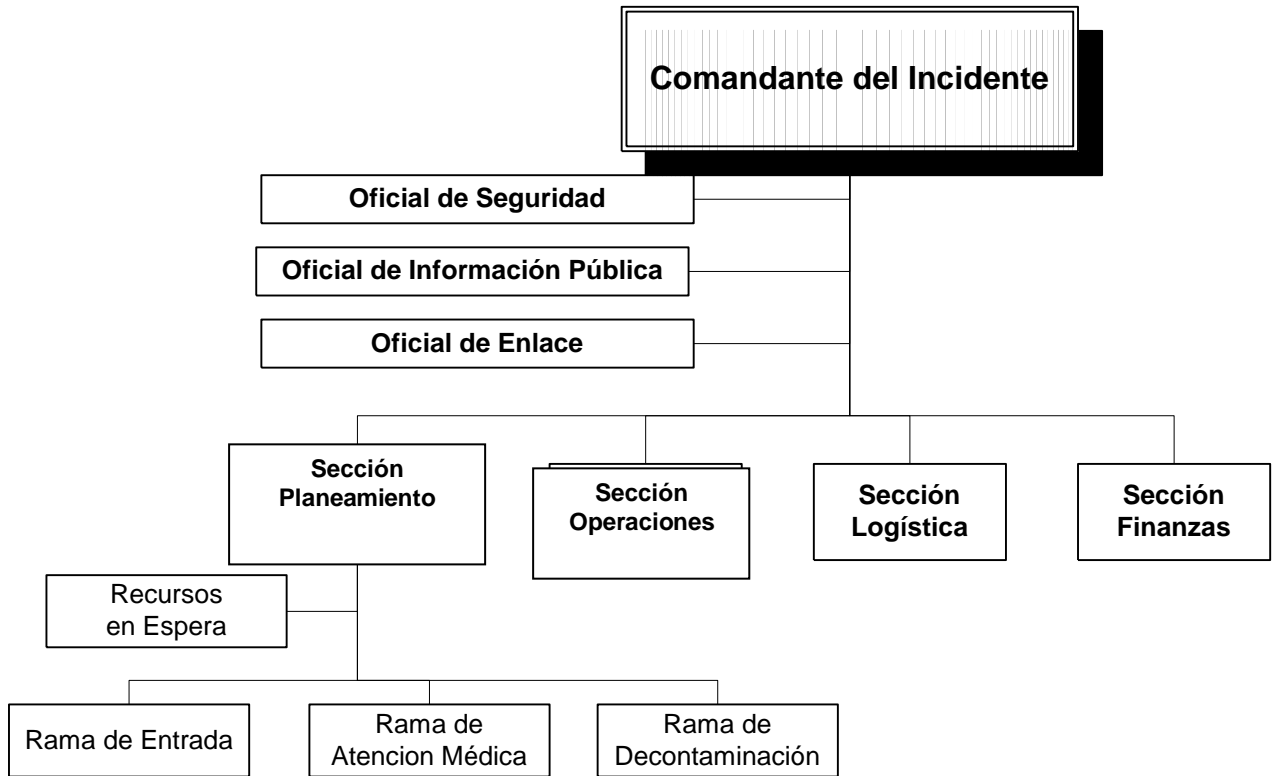 Comandante del Incidente
Oficial de Seguridad
Oficial de Información Pública
Oficial de Enlace
Sección
Planeamiento
Sección
Operaciones
Sección
Logística
Sección
Finanzas
Recursos
en Espera
Rama de Entrada
Rama de
Atencion Médica
Rama de
Decontaminación